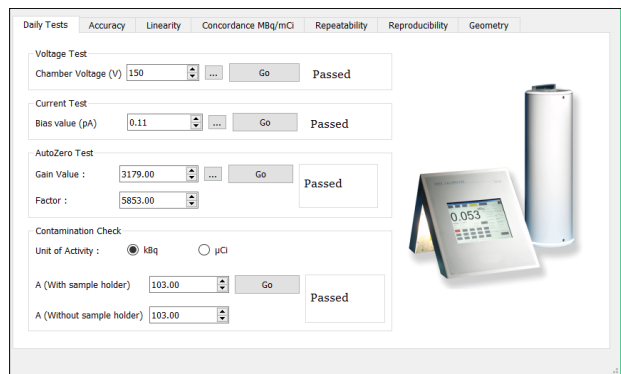 Daily Tests Accuracy Linearity Concordance MBq/mCi Repeatability Reproducibility Geometry
Voltage Test
Chamber Voltage (V) 150 ... Go Passed
Current Test
Bias value (pA) 0.11 ... Go Passed
AutoZero Test
Gain Value : 3179.00 ... Go
Passed
Factor : 5853.00
Contamination Check
Unit of Activity : kBq µCi
A (With sample holder) 103.00 Go
Passed
A (Without sample holder) 103.00
0.053